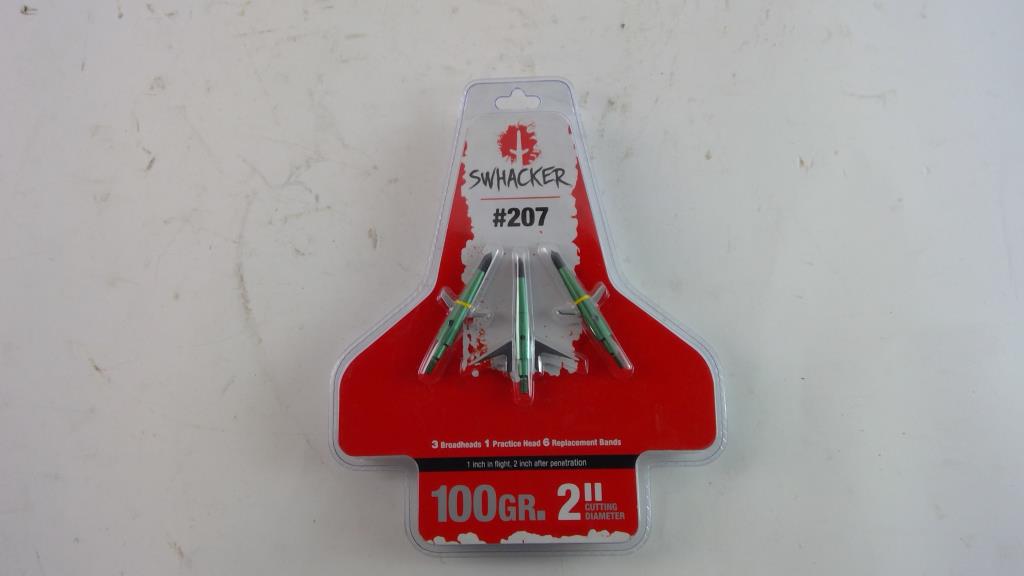 SWHACKER
#207
3 Broadheads 1 Practice Head 6 Replacement Bands
1 inch in flight, 2 inch after penetration
100GR. 2" CUTTING
DIAMETER